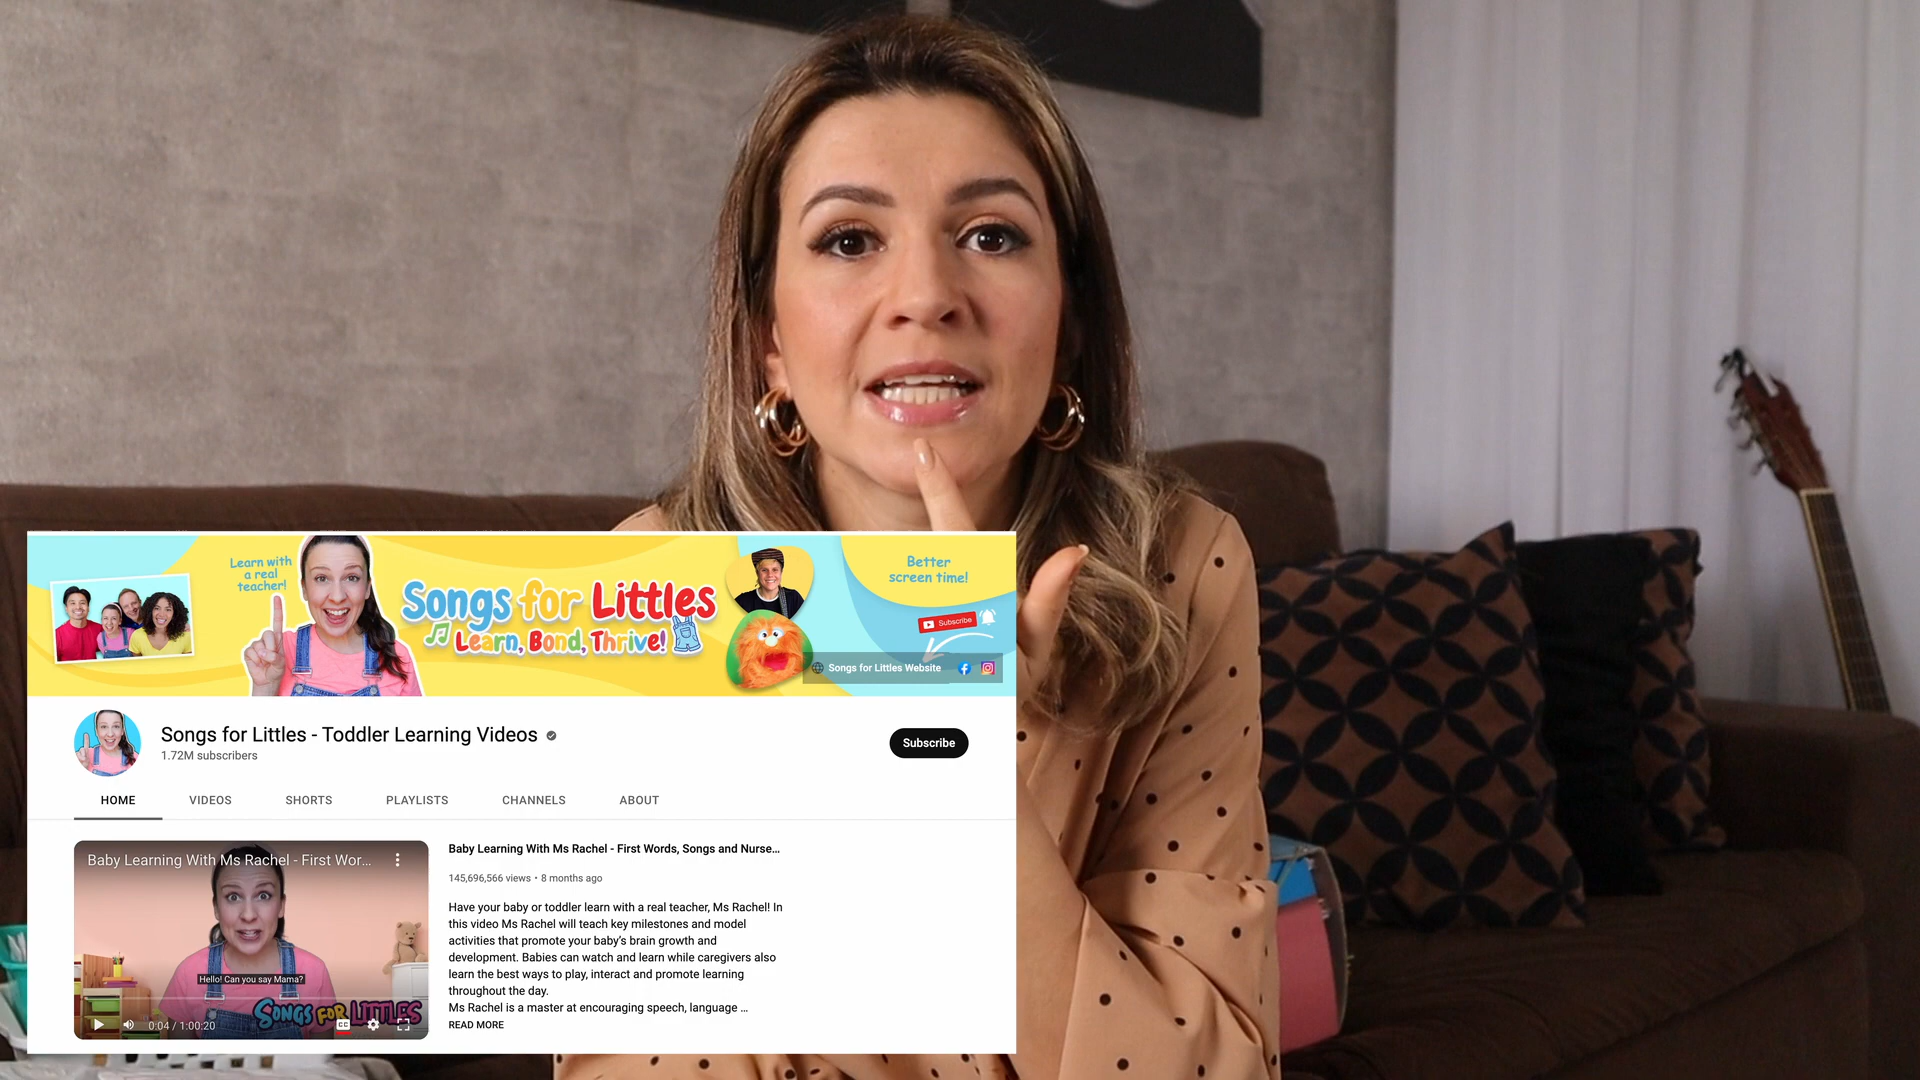 Learn with
a real
teacher!
Songs for Littles
Learn, Bond, Thrive!
Better
screen time!
Subscribe
Songs for Littles Website
Songs for Littles - Toddler Learning Videos
1.72M subscribers
Subscribe
HOME VIDEOS SHORTS PLAYLISTS CHANNELS ABOUT
Baby Learning With Ms Rachel - First Wor...
Hello! Can you say Mama?
SONGS FOR LITTLES
0:04 / 1:00:20
CC
Baby Learning With Ms Rachel - First Words, Songs and Nurse...
145,696,566 views • 8 months ago
Have your baby or toddler learn with a real teacher, Ms Rachel! In
this video Ms Rachel will teach key milestones and model
activities that promote your baby's brain growth and
development. Babies can watch and learn while caregivers also
learn the best ways to play, interact and promote learning
throughout the day.
Ms Rachel is a master at encouraging speech, language ...
READ MORE